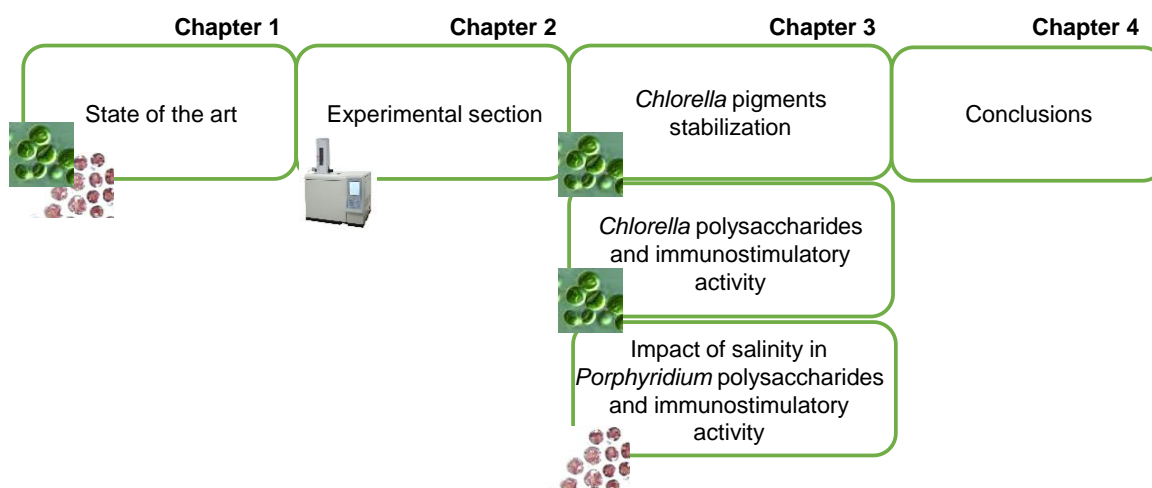 Chapter 1
Chapter 2
Chapter 3
Chapter 4
State of the art
Experimental section
Chlorella pigments
stabilization
Conclusions
Chlorella polysaccharides
and immunostimulatory
activity
Impact of salinity in
Porphyridium polysaccharides
and immunostimulatory
activity